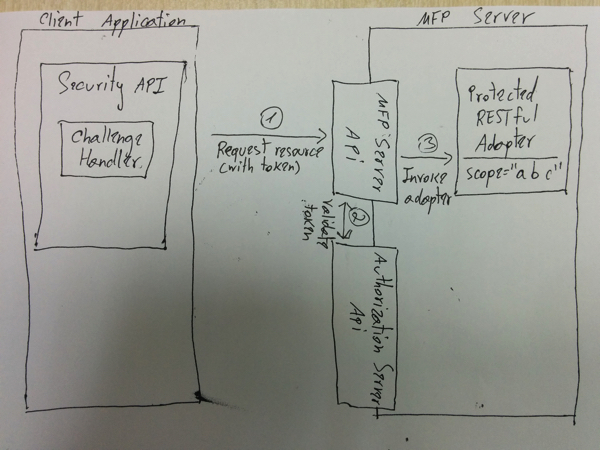 Client Application
MFP Server
Security API
Challenge
Handler
1
Request resource
(with token)
MFP Server
Api
3
Invoke
adapter
Protected
RESTful
Adapter
scope="a b c"
2
Validate
token
Authorization Server
Api